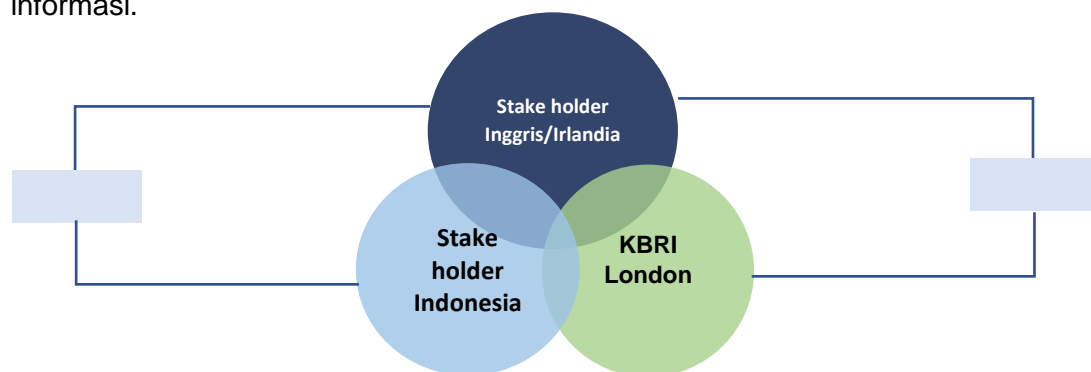 informasi.
Stake holder
Inggris/Irlandia
Stake
holder
Indonesia
KBRI
London